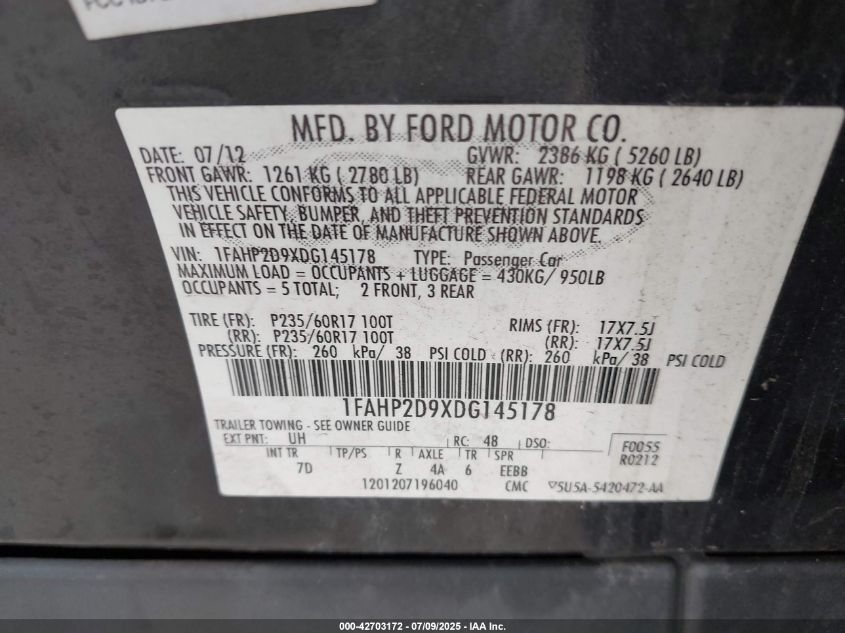 MFD. BY FORD MOTOR CO.
DATE: 07/12 GVWR: 2386 KG ( 5260 LB)
FRONT GAWR: 1261 KG ( 2780 LB) REAR GAWR: 1198 KG ( 2640 LB)
THIS VEHICLE CONFORMS TO ALL APPLICABLE FEDERAL MOTOR
VEHICLE SAFETY, BUMPER, AND THEFT PREVENTION STANDARDS
IN EFFECT ON THE DATE OF MANUFACTURE SHOWN ABOVE.
VIN: 1FAHP2D9XDG145178 TYPE: Passenger Car
MAXIMUM LOAD = OCCUPANTS + LUGGAGE = 430KG/ 950LB
OCCUPANTS = 5 TOTAL; 2 FRONT, 3 REAR
TIRE (FR): P235/60R17 100T RIMS (FR): 17X7.5J
(RR): P235/60R17 100T (RR): 17X7.5J
PRESSURE (FR): 260 kPa/ 38 PSI COLD (RR): 260 kPa/ 38 PSI COLD
1FAHP2D9XDG145178
TRAILER TOWING - SEE OWNER GUIDE
EXT PNT: UH RC: 48 DSO: F0055
INT TR TP/PS R AXLE TR SPR R0212
7D Z 4A 6 EEBB
1201207196040 CMC 5U5A-5420472-AA
000-42703172 - 07/09/2025 - IAA Inc.